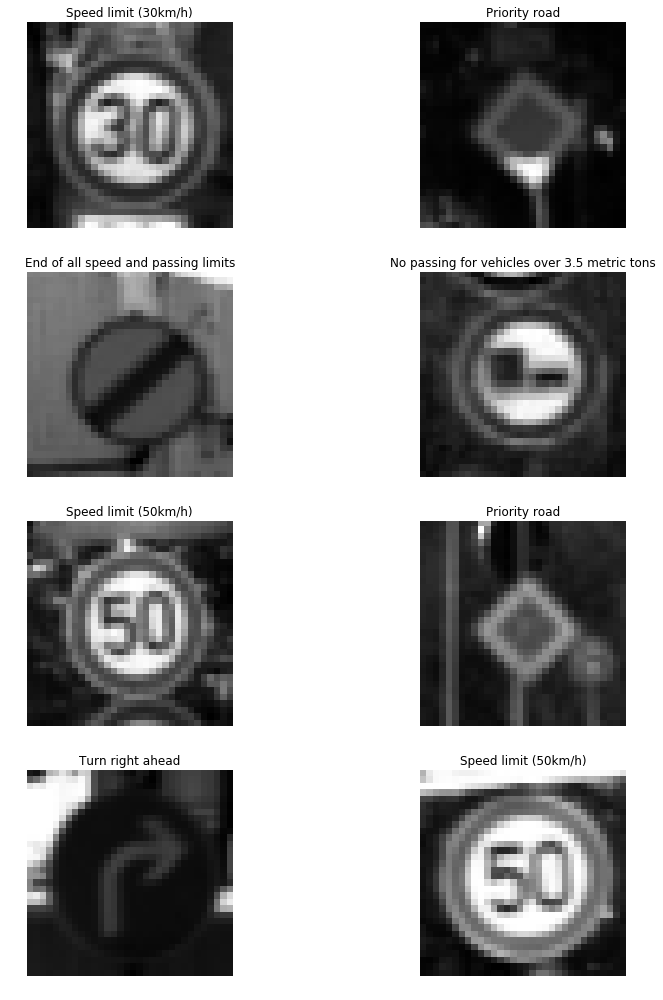 Speed limit (30km/h)
Priority road
30
End of all speed and passing limits
No passing for vehicles over 3.5 metric tons
Speed limit (50km/h)
Priority road
50
Turn right ahead
Speed limit (50km/h)
50